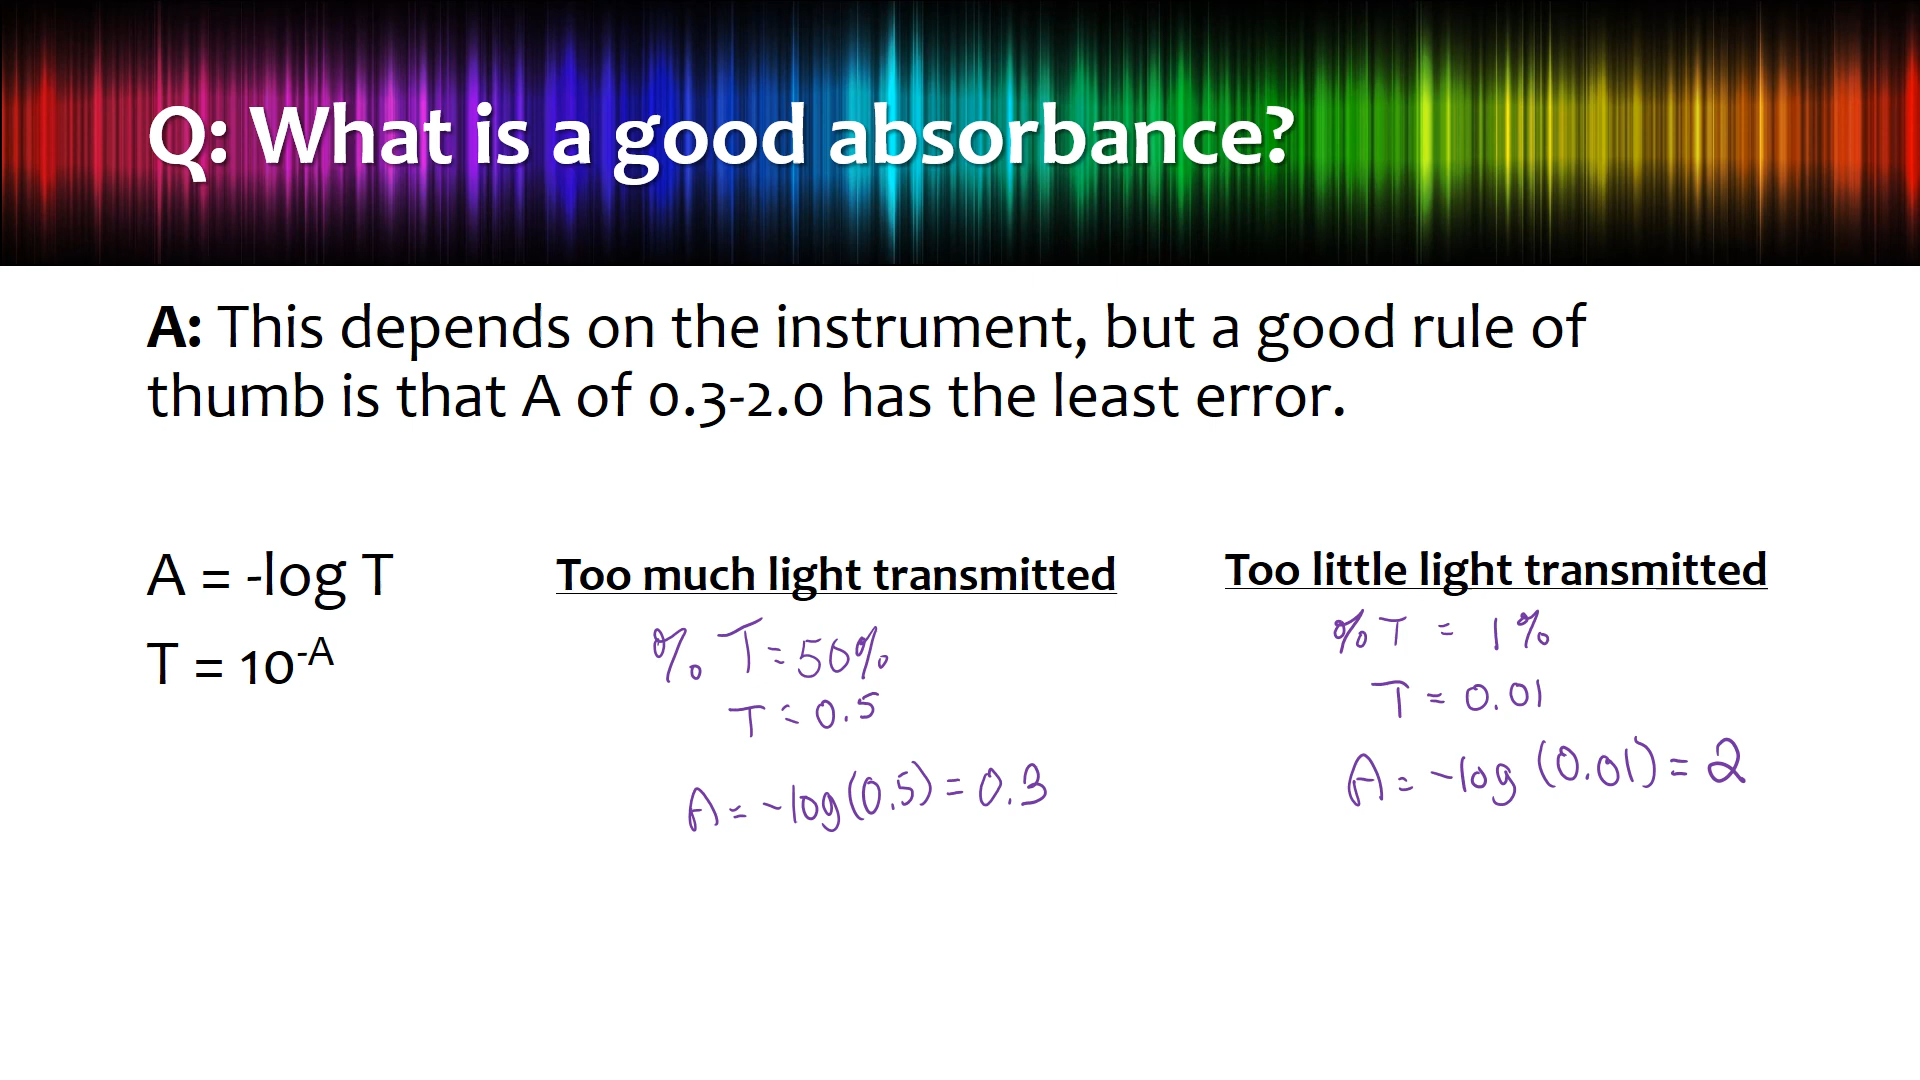 Q: What is a good absorbance?
A: This depends on the instrument, but a good rule of
thumb is that A of 0.3-2.0 has the least error.
A = -log T
T = 10⁻ᴬ
Too much light transmitted
% T = 50%
T = 0.5
A = -log(0.5) = 0.3
Too little light transmitted
% T = 1%
T = 0.01
A = -log (0.01) = 2